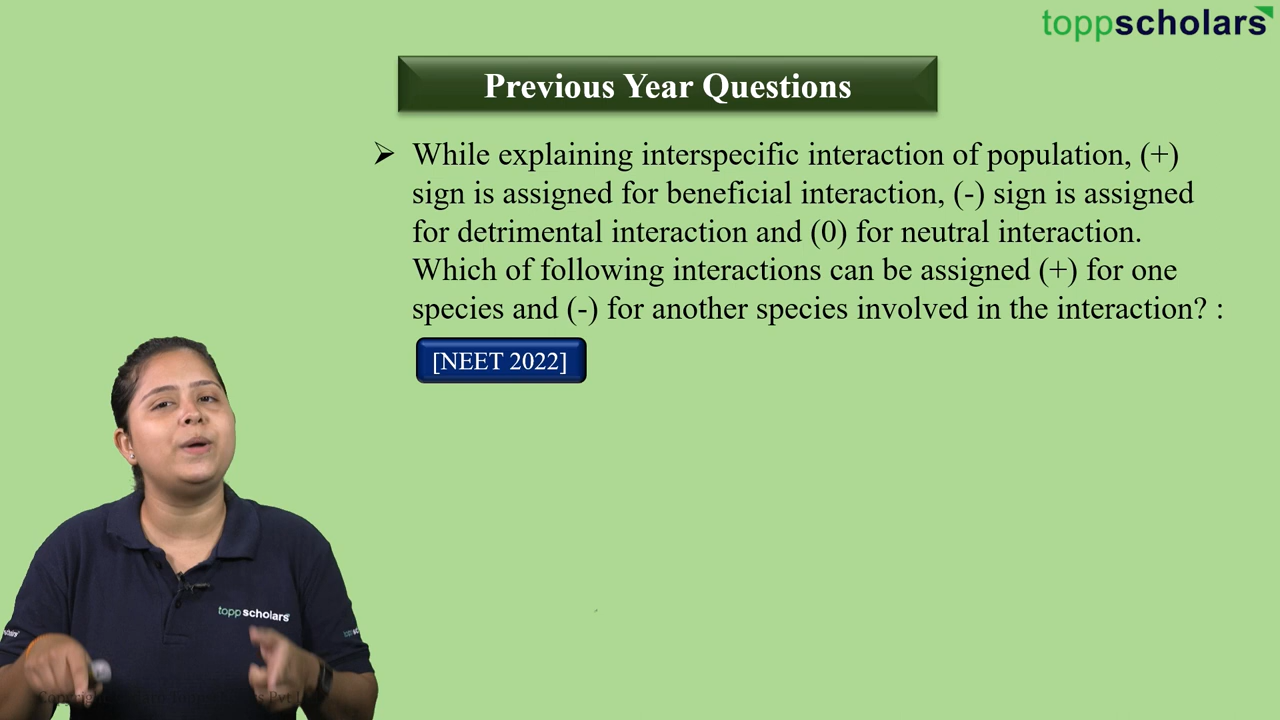 toppscholars
Previous Year Questions
➢ While explaining interspecific interaction of population, (+)
sign is assigned for beneficial interaction, (-) sign is assigned
for detrimental interaction and (0) for neutral interaction.
Which of following interactions can be assigned (+) for one
species and (-) for another species involved in the interaction? :
[NEET 2022]
toppscholars